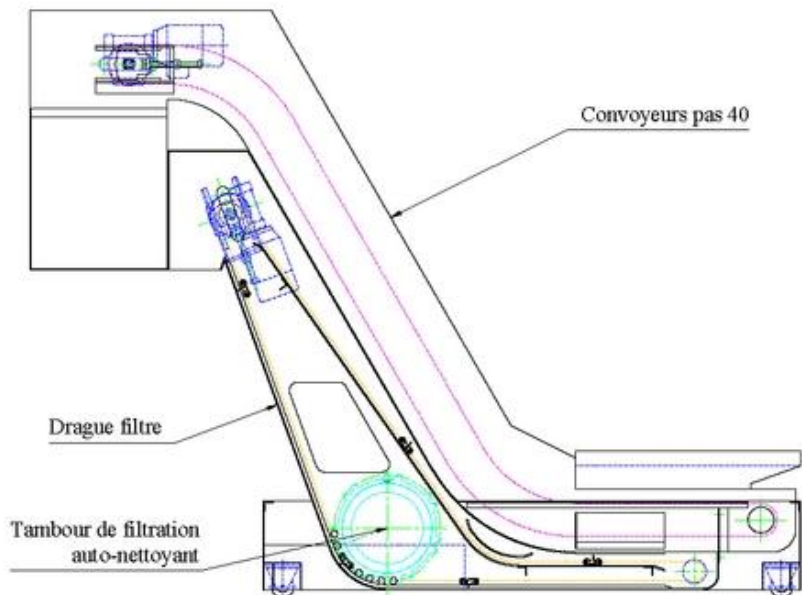 Convoyeurs pas 40
Drague filtre
Tambour de filtration
auto-nettoyant